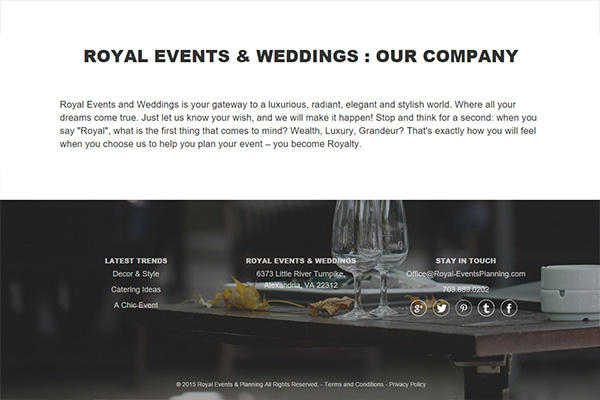 ROYAL EVENTS & WEDDINGS : OUR COMPANY
Royal Events and Weddings is your gateway to a luxurious, radiant, elegant and stylish world. Where all your
dreams come true. Just let us know your wish, and we will make it happen! Stop and think for a second: when you
say "Royal", what is the first thing that comes to mind? Wealth, Luxury, Grandeur? That's exactly how you will feel
when you choose us to help you plan your event – you become Royalty.
LATEST TRENDS
Decor & Style
Catering Ideas
A Chic Event
ROYAL EVENTS & WEDDINGS
6373 Little River Turnpike,
Alexandria, VA 22312
STAY IN TOUCH
Office@Royal-EventsPlanning.com
703.889.0202
© 2015 Royal Events & Planning All Rights Reserved. - Terms and Conditions - Privacy Policy